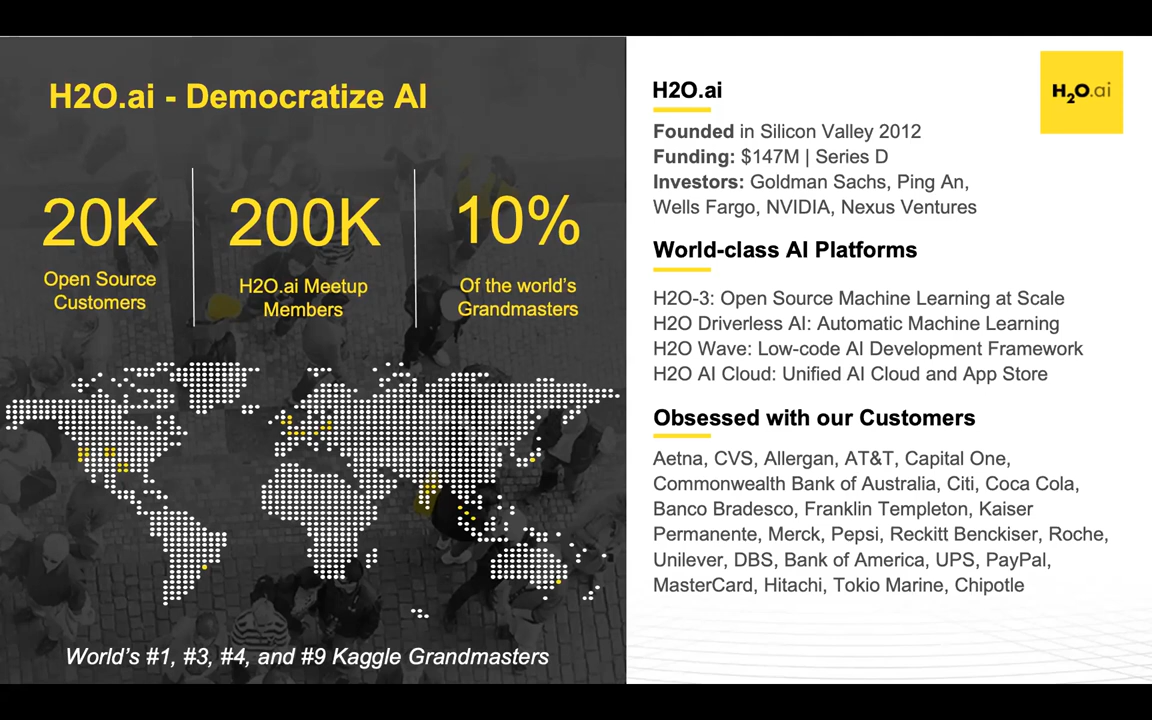 H2O.ai - Democratize AI
20K
Open Source
Customers
200K
H2O.ai Meetup
Members
10%
Of the world's
Grandmasters
World's #1, #3, #4, and #9 Kaggle Grandmasters
H2O.ai
H2O.ai
Founded in Silicon Valley 2012
Funding: $147M | Series D
Investors: Goldman Sachs, Ping An,
Wells Fargo, NVIDIA, Nexus Ventures
World-class AI Platforms
H2O-3: Open Source Machine Learning at Scale
H2O Driverless AI: Automatic Machine Learning
H2O Wave: Low-code AI Development Framework
H2O AI Cloud: Unified AI Cloud and App Store
Obsessed with our Customers
Aetna, CVS, Allergan, AT&T, Capital One,
Commonwealth Bank of Australia, Citi, Coca Cola,
Banco Bradesco, Franklin Templeton, Kaiser
Permanente, Merck, Pepsi, Reckitt Benckiser, Roche,
Unilever, DBS, Bank of America, UPS, PayPal,
MasterCard, Hitachi, Tokio Marine, Chipotle